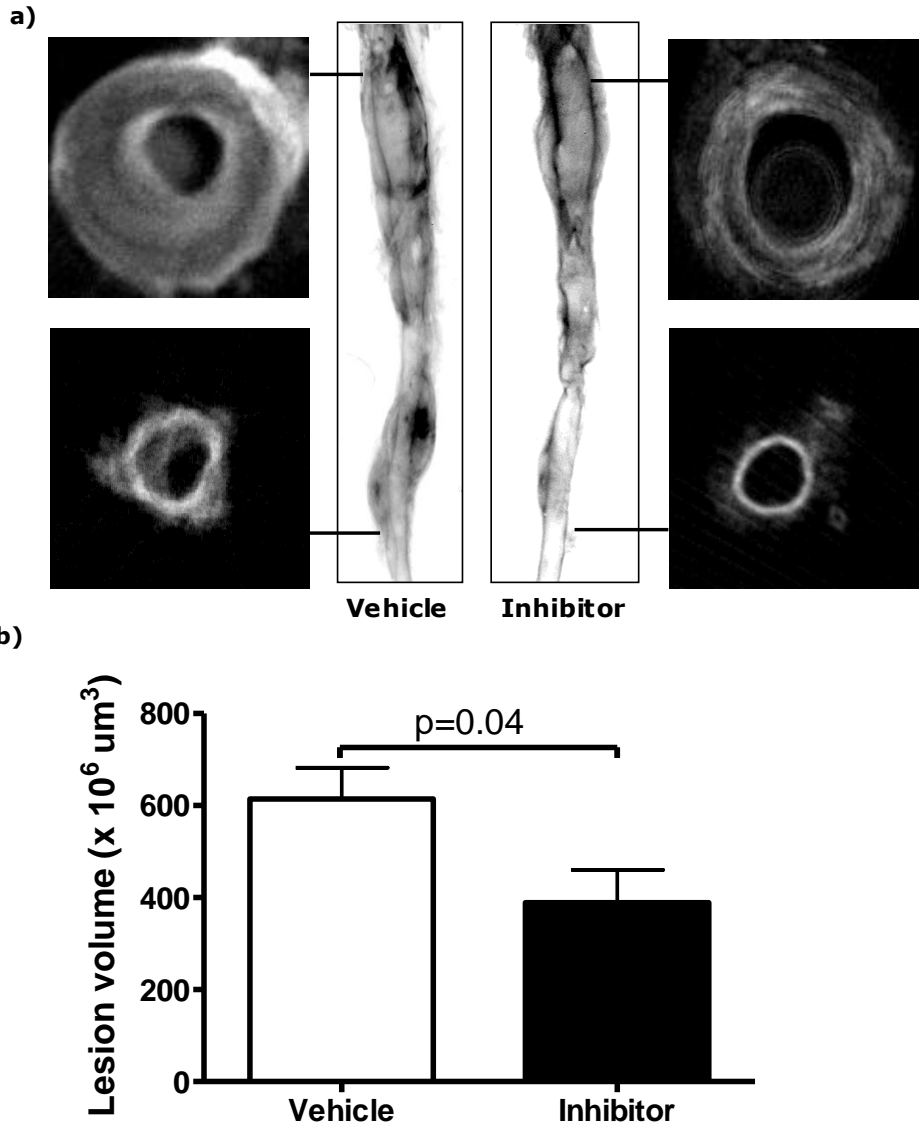 a)
Vehicle
Inhibitor
b)
Lesion volume (x 10⁶ um³)
800
600
400
200
0
p=0.04
Vehicle
Inhibitor